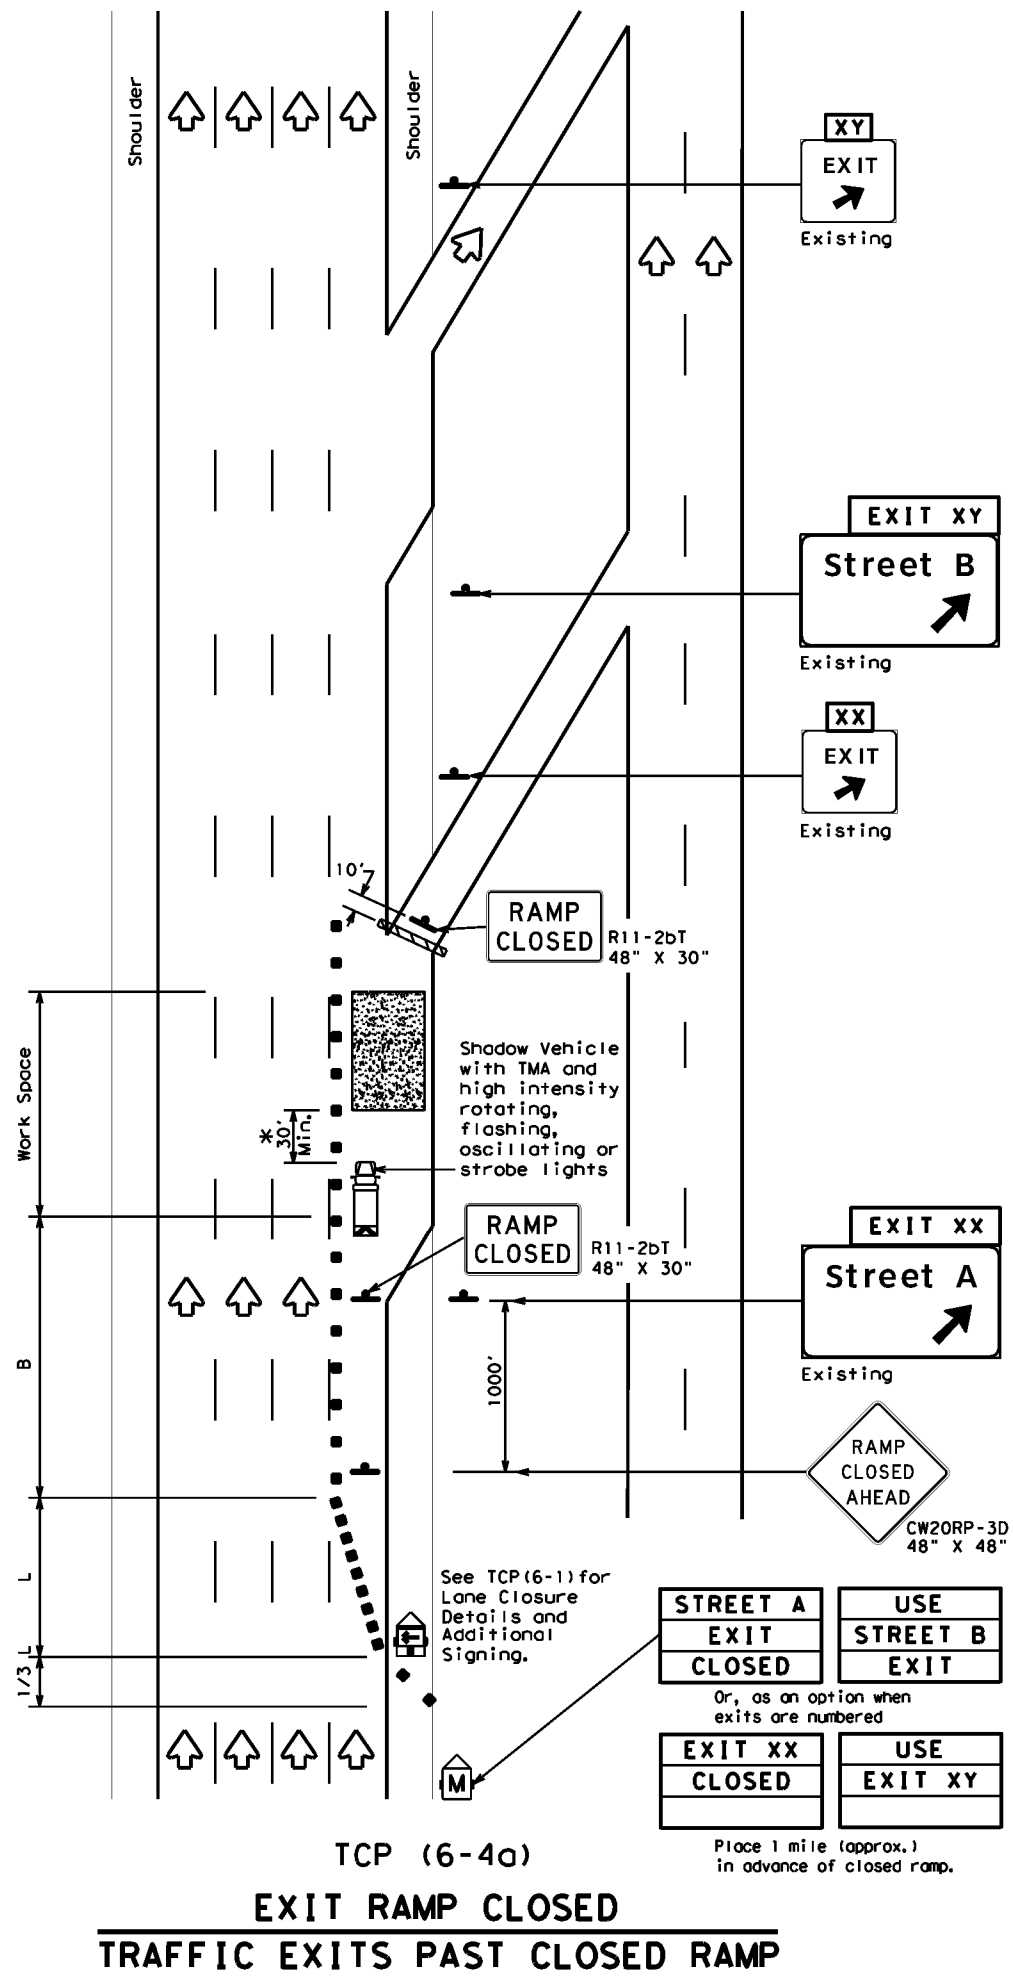 Shoulder
Shoulder
XY
EXIT
Existing
EXIT XY
Street B
Existing
XX
EXIT
Existing
10'
RAMP
CLOSED
R11-2bT
48" X 30"
Work Space
*
30'
Min.
Shadow Vehicle
with TMA and
high intensity
rotating,
flashing,
oscillating or
strobe lights
RAMP
CLOSED
R11-2bT
48" X 30"
EXIT XX
Street A
Existing
B
1000'
RAMP
CLOSED
AHEAD
CW20RP-3D
48" X 48"
L
See TCP(6-1)for
Lane Closure
Details and
Additional
Signing.
1/3 L
STREET A
EXIT
CLOSED
USE
STREET B
EXIT
Or, as an option when
exits are numbered
EXIT XX
CLOSED
USE
EXIT XY
M
Place 1 mile (approx.)
in advance of closed ramp.
TCP (6-4a)
EXIT RAMP CLOSED
TRAFFIC EXITS PAST CLOSED RAMP